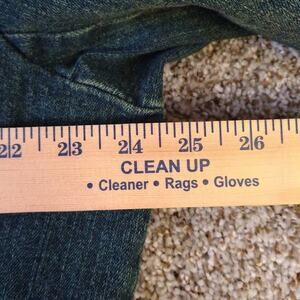 22 23 24 25 26
CLEAN UP
• Cleaner • Rags • Gloves